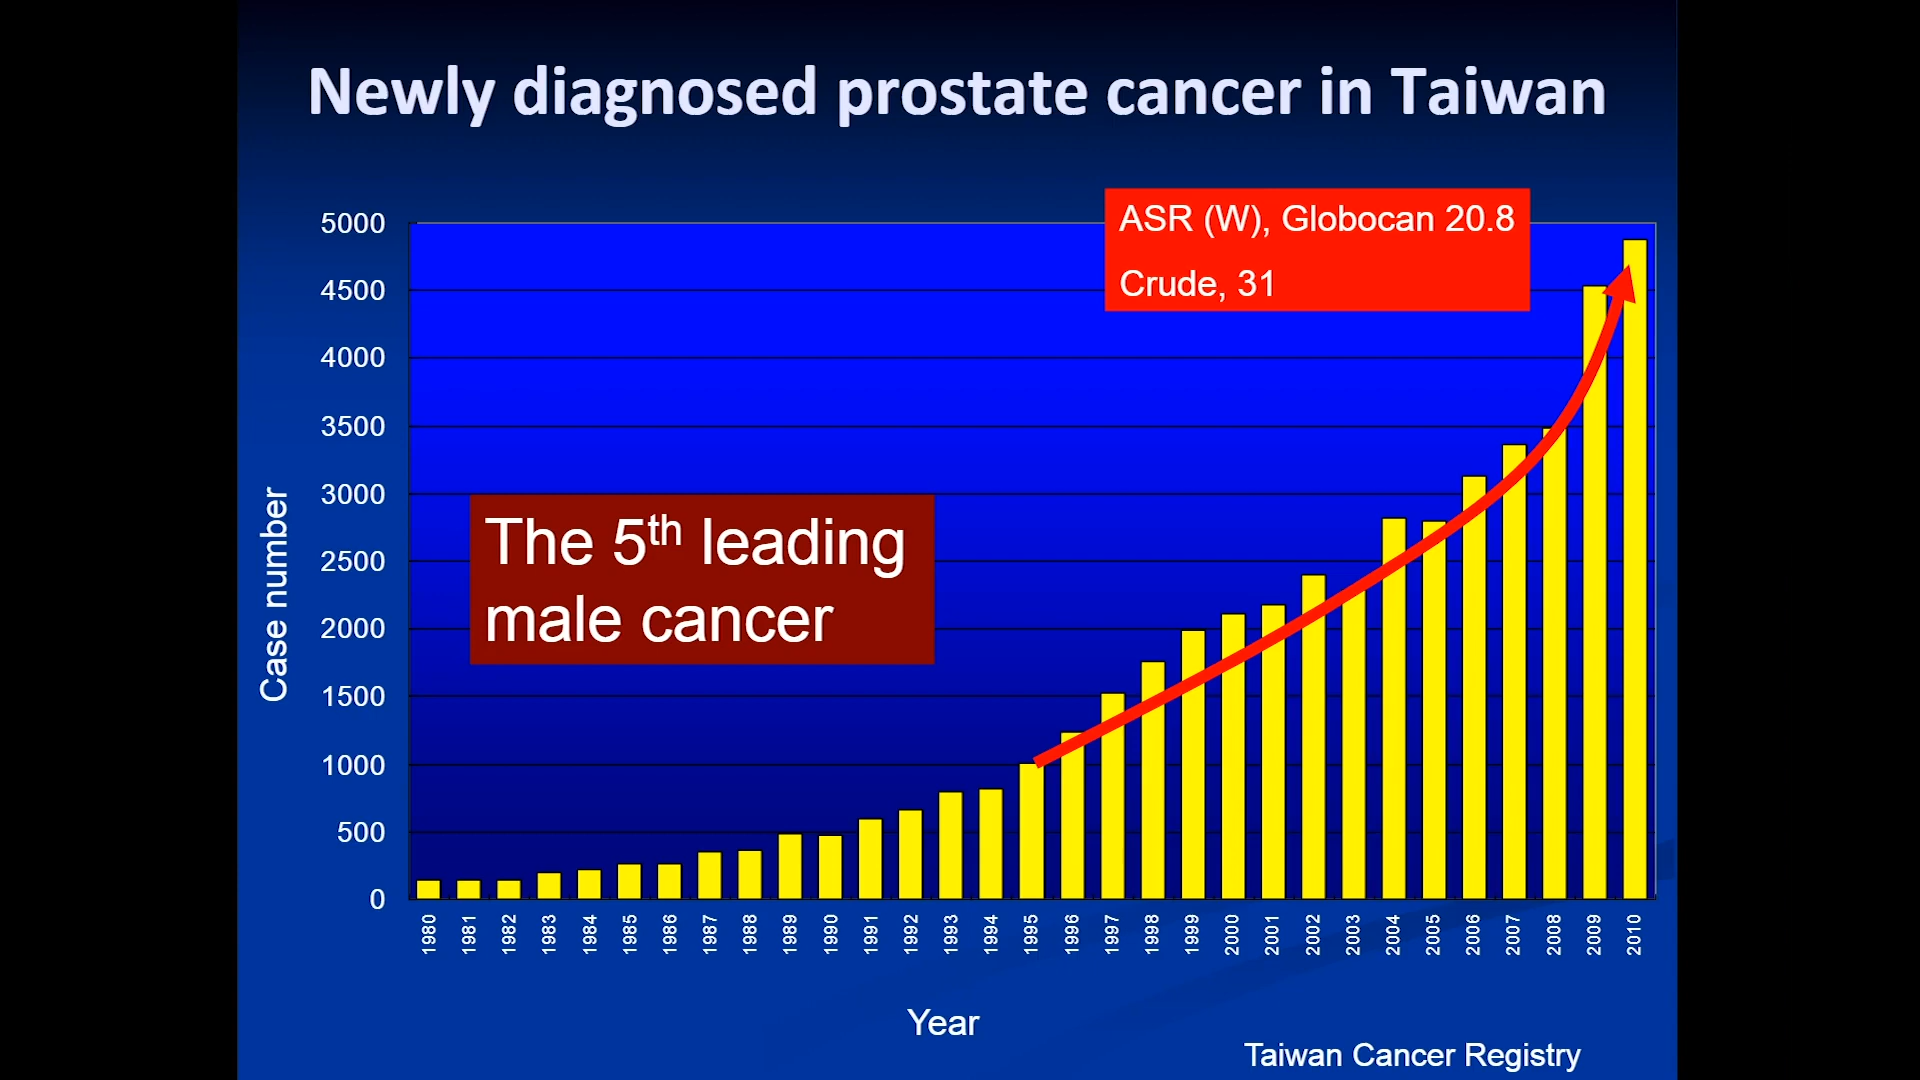 Newly diagnosed prostate cancer in Taiwan
ASR (W), Globocan 20.8
Crude, 31
The 5th leading
male cancer
Case number
5000
4500
4000
3500
3000
2500
2000
1500
1000
500
0
1980 1981 1982 1983 1984 1985 1986 1987 1988 1989 1990 1991 1992 1993 1994 1995 1996 1997 1998 1999 2000 2001 2002 2003 2004 2005 2006 2007 2008 2009 2010
Year
Taiwan Cancer Registry